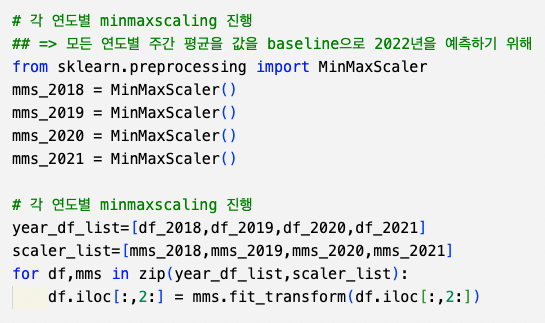 # 각 연도별 minmaxscaling 진행
## => 모든 연도별 주간 평균을 값을 baseline으로 2022년을 예측하기 위해
from sklearn.preprocessing import MinMaxScaler
mms_2018 = MinMaxScaler()
mms_2019 = MinMaxScaler()
mms_2020 = MinMaxScaler()
mms_2021 = MinMaxScaler()
# 각 연도별 minmaxscaling 진행
year_df_list=[df_2018,df_2019,df_2020,df_2021]
scaler_list=[mms_2018,mms_2019,mms_2020,mms_2021]
for df,mms in zip(year_df_list,scaler_list):
    df.iloc[:,2:] = mms.fit_transform(df.iloc[:,2:])